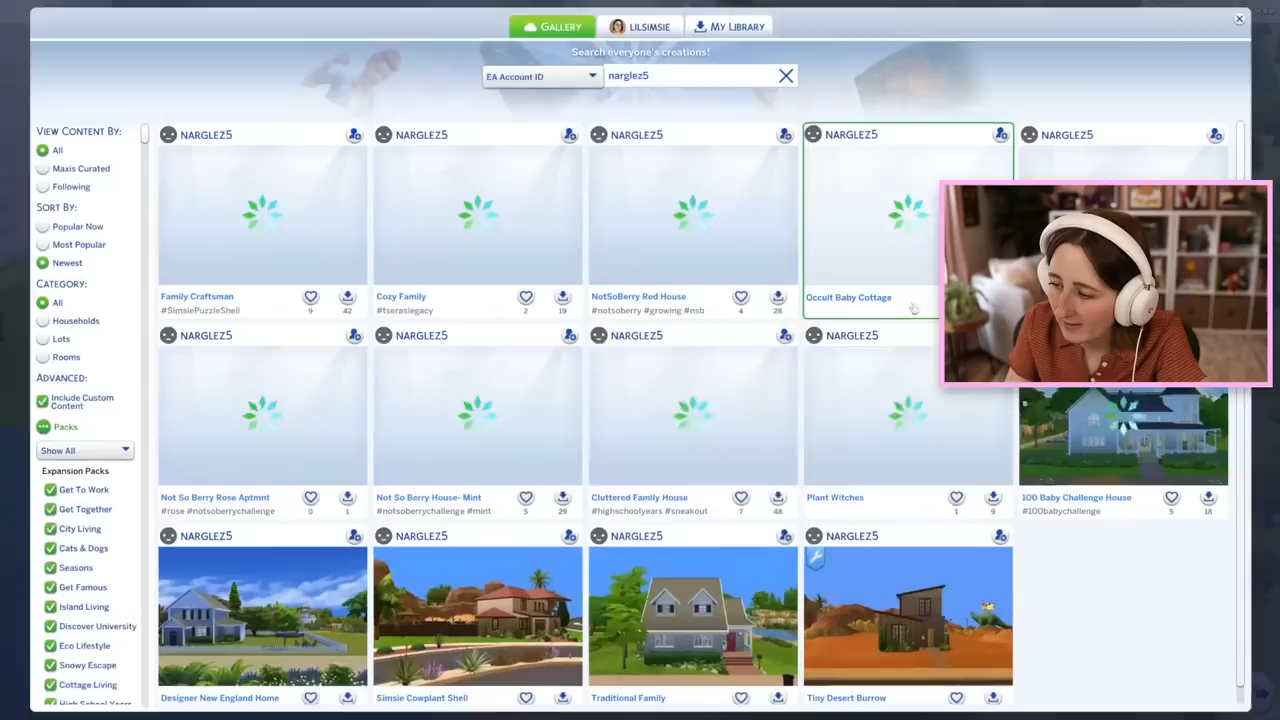 GALLERY
LILSIMSIE
MY LIBRARY
Search everyone's creations!
EA Account ID
narglez5
VIEW CONTENT BY:
All
Maxis Curated
Following
SORT BY:
Popular Now
Most Popular
Newest
CATEGORY:
All
Households
Lots
Rooms
ADVANCED:
Include Custom
Content
Packs
Show All
Expansion Packs
Get To Work
Get Together
City Living
Cats & Dogs
Seasons
Get Famous
Island Living
Discover University
Eco Lifestyle
Snowy Escape
Cottage Living
High School Years
NARGLEZ5
Family Craftsman
9
42
#SimsiePuzzleShell
NARGLEZ5
Cozy Family
2
19
#tseraslegacy
NARGLEZ5
NotSoBerry Red House
4
28
#notsoberry #growing #nsb
NARGLEZ5
Occult Baby Cottage
NARGLEZ5
NARGLEZ5
Not So Berry Rose Aptmnt
0
1
#rose #notsoberrychallenge
NARGLEZ5
Not So Berry House- Mint
5
29
#notsoberrychallenge #mint
NARGLEZ5
Cluttered Family House
7
48
#highschoolyears #sneakout
NARGLEZ5
Plant Witches
1
9
100 Baby Challenge House
5
18
#100babychallenge
NARGLEZ5
Designer New England Home
NARGLEZ5
Simsie Cowplant Shell
NARGLEZ5
Traditional Family
NARGLEZ5
Tiny Desert Burrow